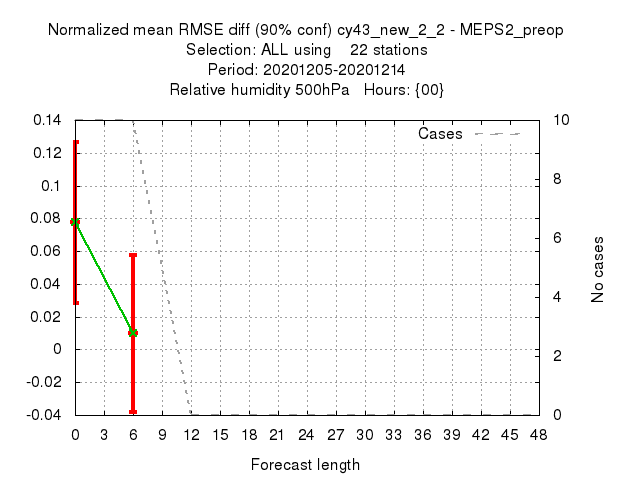 Normalized mean RMSE diff (90% conf) cy43_new_2_2 - MEPS2_preop
Selection: ALL using    22 stations
Period: 20201205-20201214
Relative humidity 500hPa   Hours: {00}
Cases
0.14
0.12
0.1
0.08
0.06
0.04
0.02
0
-0.02
-0.04
10
8
6
4
2
0
No cases
0 3 6 9 12 15 18 21 24 27 30 33 36 39 42 45 48
Forecast length